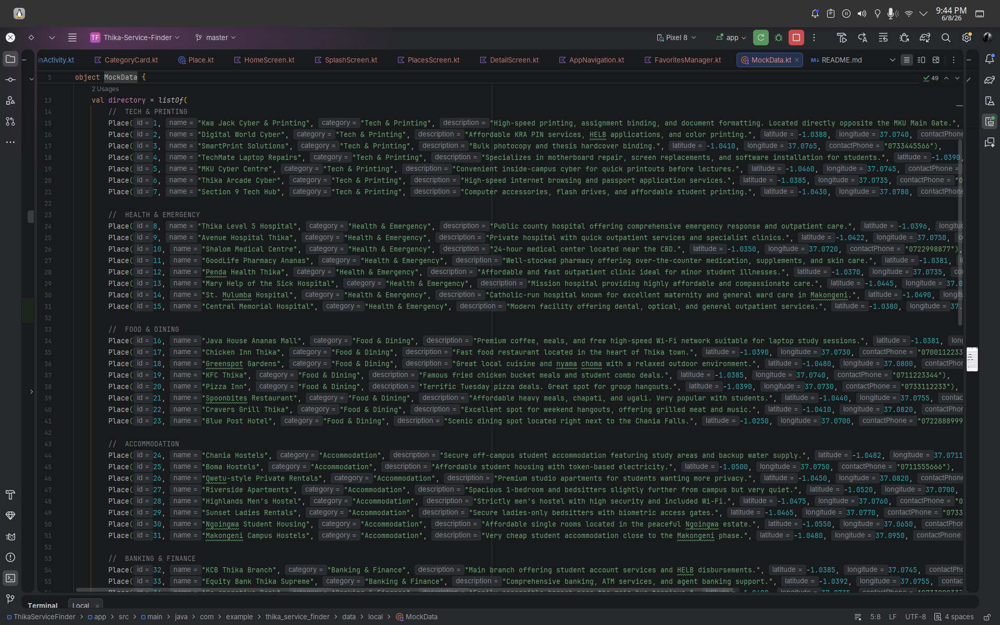 9:44 PM
6/8/26
TF Thika-Service-Finder master Pixel 8 app
nActivity.kt CategoryCard.kt Place.kt HomeScreen.kt SplashScreen.kt PlacesScreen.kt DetailScreen.kt AppNavigation.kt FavoritesManager.kt MockData.kt README.md
5 object MockData { 49
2 Usages
13 val directory = listOf(
14 // TECH & PRINTING
15 Place( id = 1, name = "Kwa Jack Cyber & Printing", category = "Tech & Printing", description = "High-speed printing, assignment binding, and document formatting. Located directly opposite the MKU Main Gate.",
16 Place( id = 2, name = "Digital World Cyber", category = "Tech & Printing", description = "Affordable KRA PIN services, HELB applications, and color printing.", latitude = -1.0388, longitude = 37.0740, contactPhone
17 Place( id = 3, name = "SmartPrint Solutions", category = "Tech & Printing", description = "Bulk photocopy and thesis hardcover binding.", latitude = -1.0410, longitude = 37.0765, contactPhone = "0733445566"),
18 Place( id = 4, name = "TechMate Laptop Repairs", category = "Tech & Printing", description = "Specializes in motherboard repair, screen replacements, and software installation for students.", latitude = -1.0390,
19 Place( id = 5, name = "MKU Cyber Centre", category = "Tech & Printing", description = "Convenient inside-campus cyber for quick printouts before lectures.", latitude = -1.0460, longitude = 37.0745, contactPhone =
20 Place( id = 6, name = "Thika Arcade Cyber", category = "Tech & Printing", description = "High-speed internet browsing and passport application services.", latitude = -1.0385, longitude = 37.0735, contactPhone = "0
21 Place( id = 7, name = "Section 9 Tech Hub", category = "Tech & Printing", description = "Computer accessories, flash drives, and affordable student printing.", latitude = -1.0430, longitude = 37.0780, contactPhone
22
23 // HEALTH & EMERGENCY
24 Place( id = 8, name = "Thika Level 5 Hospital", category = "Health & Emergency", description = "Public county hospital offering comprehensive emergency response and outpatient care.", latitude = -1.0396, longitud
25 Place( id = 9, name = "Avenue Hospital Thika", category = "Health & Emergency", description = "Private hospital with quick outpatient services and specialist clinics.", latitude = -1.0422, longitude = 37.0750, c
26 Place( id = 10, name = "Shalom Medical Centre", category = "Health & Emergency", description = "24-hour medical center located near the CBD.", latitude = -1.0350, longitude = 37.0720, contactPhone = "0722998877"),
27 Place( id = 11, name = "GoodLife Pharmacy Ananas", category = "Health & Emergency", description = "Well-stocked pharmacy offering over-the-counter medication, supplements, and skin care.", latitude = -1.0381, l
28 Place( id = 12, name = "Penda Health Thika", category = "Health & Emergency", description = "Affordable and fast outpatient clinic ideal for minor student illnesses.", latitude = -1.0370, longitude = 37.0735, co
29 Place( id = 13, name = "Mary Help of the Sick Hospital", category = "Health & Emergency", description = "Mission hospital providing highly affordable and compassionate care.", latitude = -1.0445, longitude = 37.0
30 Place( id = 14, name = "St. Mulumba Hospital", category = "Health & Emergency", description = "Catholic-run hospital known for excellent maternity and general ward care in Makongeni.", latitude = -1.0490, longitu
31 Place( id = 15, name = "Central Memorial Hospital", category = "Health & Emergency", description = "Modern facility offering dental, optical, and general outpatient services.", latitude = -1.0380, longitude = 37.
32
33 // FOOD & DINING
34 Place( id = 16, name = "Java House Ananas Mall", category = "Food & Dining", description = "Premium coffee, meals, and free high-speed Wi-Fi network suitable for laptop study sessions.", latitude = -1.0381, long
35 Place( id = 17, name = "Chicken Inn Thika", category = "Food & Dining", description = "Fast food restaurant located in the heart of Thika town.", latitude = -1.0390, longitude = 37.0730, contactPhone = "0700112233
36 Place( id = 18, name = "Greenspot Gardens", category = "Food & Dining", description = "Great local cuisine and nyama choma with a relaxed outdoor environment.", latitude = -1.0480, longitude = 37.0800, contactPhon
37 Place( id = 19, name = "KFC Thika", category = "Food & Dining", description = "Famous fried chicken bucket meals and student combo deals.", latitude = -1.0385, longitude = 37.0740, contactPhone = "0711223344"),
38 Place( id = 20, name = "Pizza Inn", category = "Food & Dining", description = "Terrific Tuesday pizza deals. Great spot for group hangouts.", latitude = -1.0390, longitude = 37.0730, contactPhone = "0733112233"),
39 Place( id = 21, name = "Spoonbites Restaurant", category = "Food & Dining", description = "Affordable heavy meals, chapati, and ugali. Very popular with students.", latitude = -1.0440, longitude = 37.0755, contac
40 Place( id = 22, name = "Cravers Grill Thika", category = "Food & Dining", description = "Excellent spot for weekend hangouts, offering grilled meat and music.", latitude = -1.0410, longitude = 37.0820, contactPhone
41 Place( id = 23, name = "Blue Post Hotel", category = "Food & Dining", description = "Scenic dining spot located right next to the Chania Falls.", latitude = -1.0250, longitude = 37.0700, contactPhone = "0722888999
42
43 // ACCOMMODATION
44 Place( id = 24, name = "Chania Hostels", category = "Accommodation", description = "Secure off-campus student accommodation featuring study areas and backup water supply.", latitude = -1.0482, longitude = 37.0711
45 Place( id = 25, name = "Boma Hostels", category = "Accommodation", description = "Affordable student housing with token-based electricity.", latitude = -1.0500, longitude = 37.0750, contactPhone = "0711555666"),
46 Place( id = 26, name = "Qwetu-style Private Rentals", category = "Accommodation", description = "Premium studio apartments for students wanting more privacy.", latitude = -1.0450, longitude = 37.0820, contactPhone
47 Place( id = 27, name = "Riverside Apartments", category = "Accommodation", description = "Spacious 1-bedroom and bedsitters slightly further from campus but very quiet.", latitude = -1.0520, longitude = 37.0700,
48 Place( id = 28, name = "Highlands Men's Hostel", category = "Accommodation", description = "Strictly men's hostel with high security and included Wi-Fi.", latitude = -1.0475, longitude = 37.0760, contactPhone = "0
49 Place( id = 29, name = "Sunset Ladies Rentals", category = "Accommodation", description = "Secure ladies-only bedsitters with biometric access gates.", latitude = -1.0465, longitude = 37.0770, contactPhone = "0733
50 Place( id = 30, name = "Ngoingwa Student Housing", category = "Accommodation", description = "Affordable single rooms located in the peaceful Ngoingwa estate.", latitude = -1.0550, longitude = 37.0650, contactPhon
51 Place( id = 31, name = "Makongeni Campus Hostels", category = "Accommodation", description = "Very cheap student accommodation close to the Makongeni phase.", latitude = -1.0480, longitude = 37.0950, contactPhone
52
53 // BANKING & FINANCE
54 Place( id = 32, name = "KCB Thika Branch", category = "Banking & Finance", description = "Main branch offering student account services and HELB disbursements.", latitude = -1.0385, longitude = 37.0745, contactPho
55 Place( id = 33, name = "Equity Bank Thika Supreme", category = "Banking & Finance", description = "Comprehensive banking, ATM services, and agent banking support.", latitude = -1.0392, longitude = 37.0755, contac
Terminal Local
ThikaServiceFinder app src main java com example thika_service_finder data local MockData 5:8 LF UTF-8 4 spaces